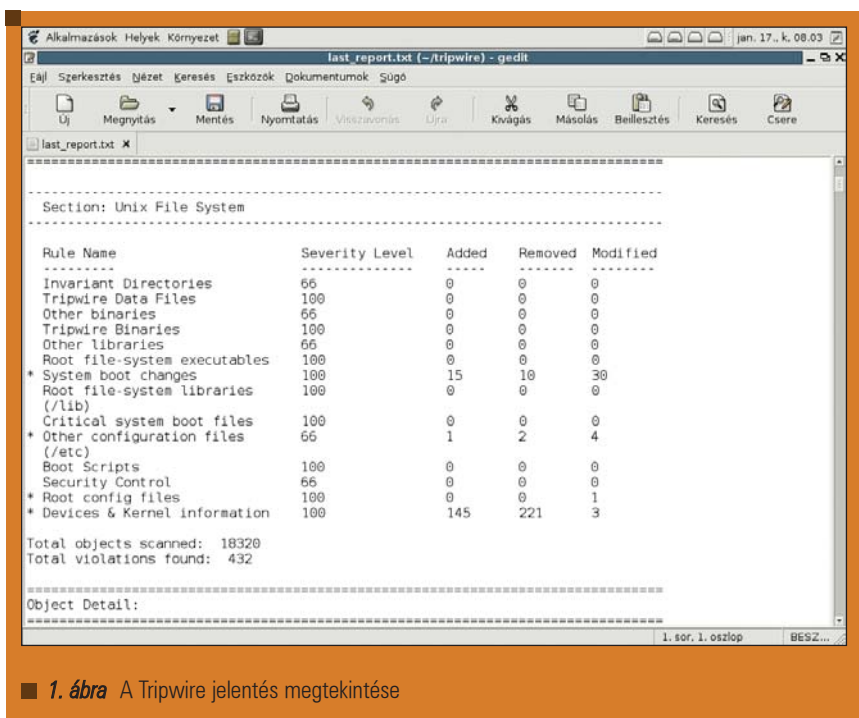 Alkalmazások Helyek Környezet jan. 17., k. 08.03
last_report.txt (~/tripwire) - gedit
Fájl Szerkesztés Nézet Keresés Eszközök Dokumentumok Súgó
Új Megnyitás Mentés Nyomtatás Visszavonás Újra Kivágás Másolás Beillesztés Keresés Csere
last_report.txt
===============================================================================
-------------------------------------------------------------------------------
Section: Unix File System
-------------------------------------------------------------------------------
Rule Name Severity Level Added Removed Modified
--------- -------------- ----- ------- --------
Invariant Directories 66 0 0 0
Tripwire Data Files 100 0 0 0
Other binaries 66 0 0 0
Tripwire Binaries 100 0 0 0
Other libraries 66 0 0 0
Root file-system executables 100 0 0 0
* System boot changes 100 15 10 30
Root file-system libraries 100 0 0 0
(/lib)
Critical system boot files 100 0 0 0
* Other configuration files 66 1 2 4
(/etc)
Boot Scripts 100 0 0 0
Security Control 66 0 0 0
* Root config files 100 0 0 1
* Devices & Kernel information 100 145 221 3
Total objects scanned: 18320
Total violations found: 432
===============================================================================
Object Detail:
===============================================================================
1. sor, 1. oszlop BESZ...
1. ábra A Tripwire jelentés megtekintése